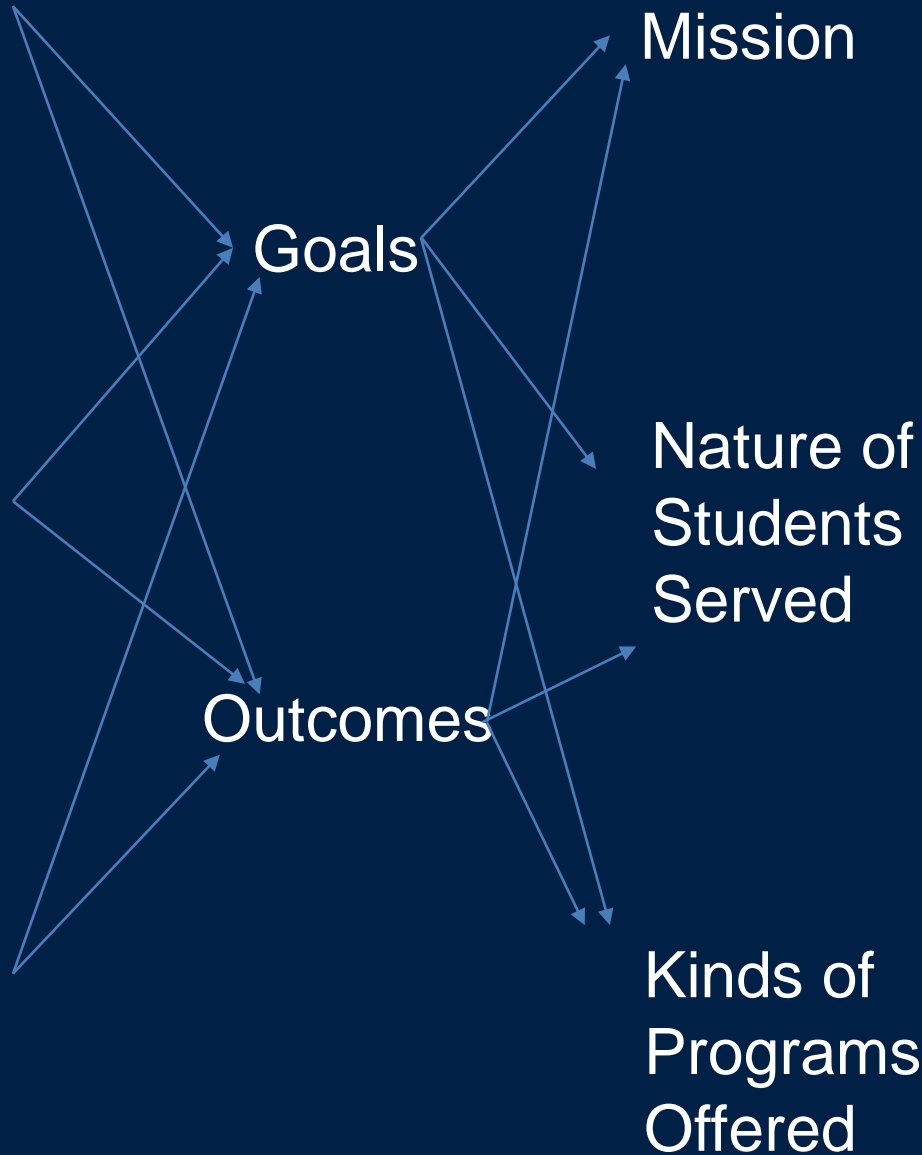 Mission
Goals
Nature of
Students
Served
Outcomes
Kinds of
Programs
Offered